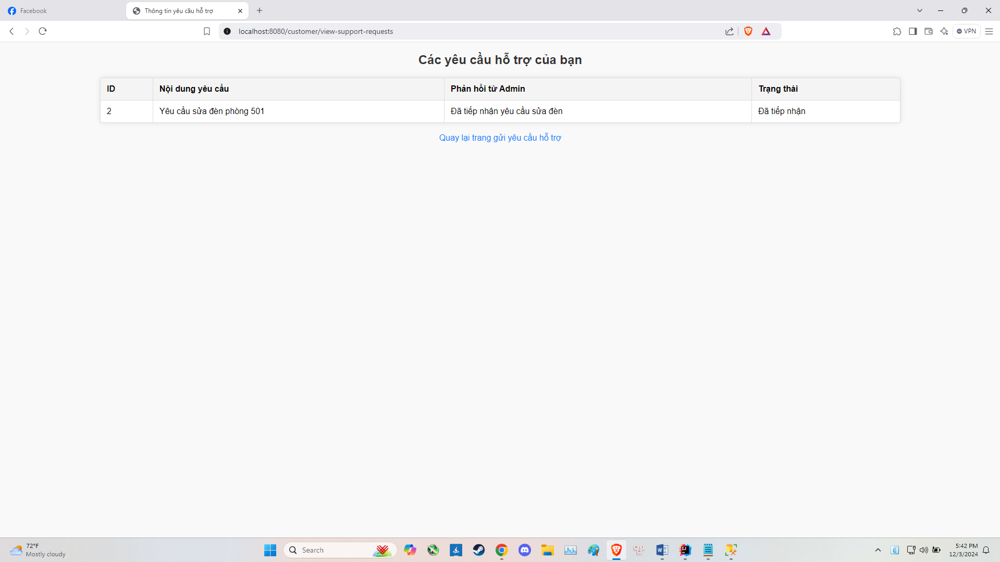 Facebook
Thông tin yêu cầu hỗ trợ
localhost:8080/customer/view-support-requests
VPN
Các yêu cầu hỗ trợ của bạn
ID Nội dung yêu cầu Phản hồi từ Admin Trạng thái
2 Yêu cầu sửa đèn phòng 501 Đã tiếp nhận yêu cầu sửa đèn Đã tiếp nhận
Quay lại trang gửi yêu cầu hỗ trợ
72°F
Mostly cloudy
Search
E
5:42 PM
12/3/2024